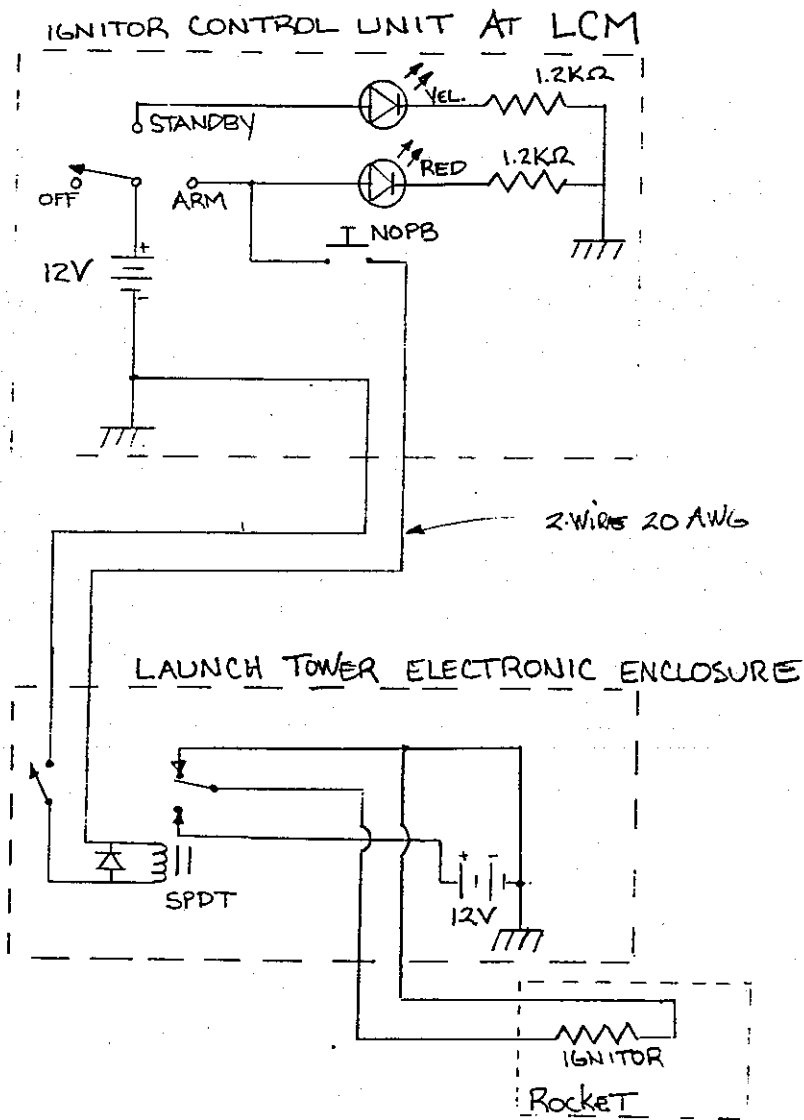 IGNITOR CONTROL UNIT AT LCM
1.2KΩ
YEL.
STANDBY
1.2KΩ
RED
OFF
ARM
NOPB
12V
+
-
2-WIRE 20 AWG
LAUNCH TOWER ELECTRONIC ENCLOSURE
+ -
SPDT
12V
IGNITOR
ROCKET